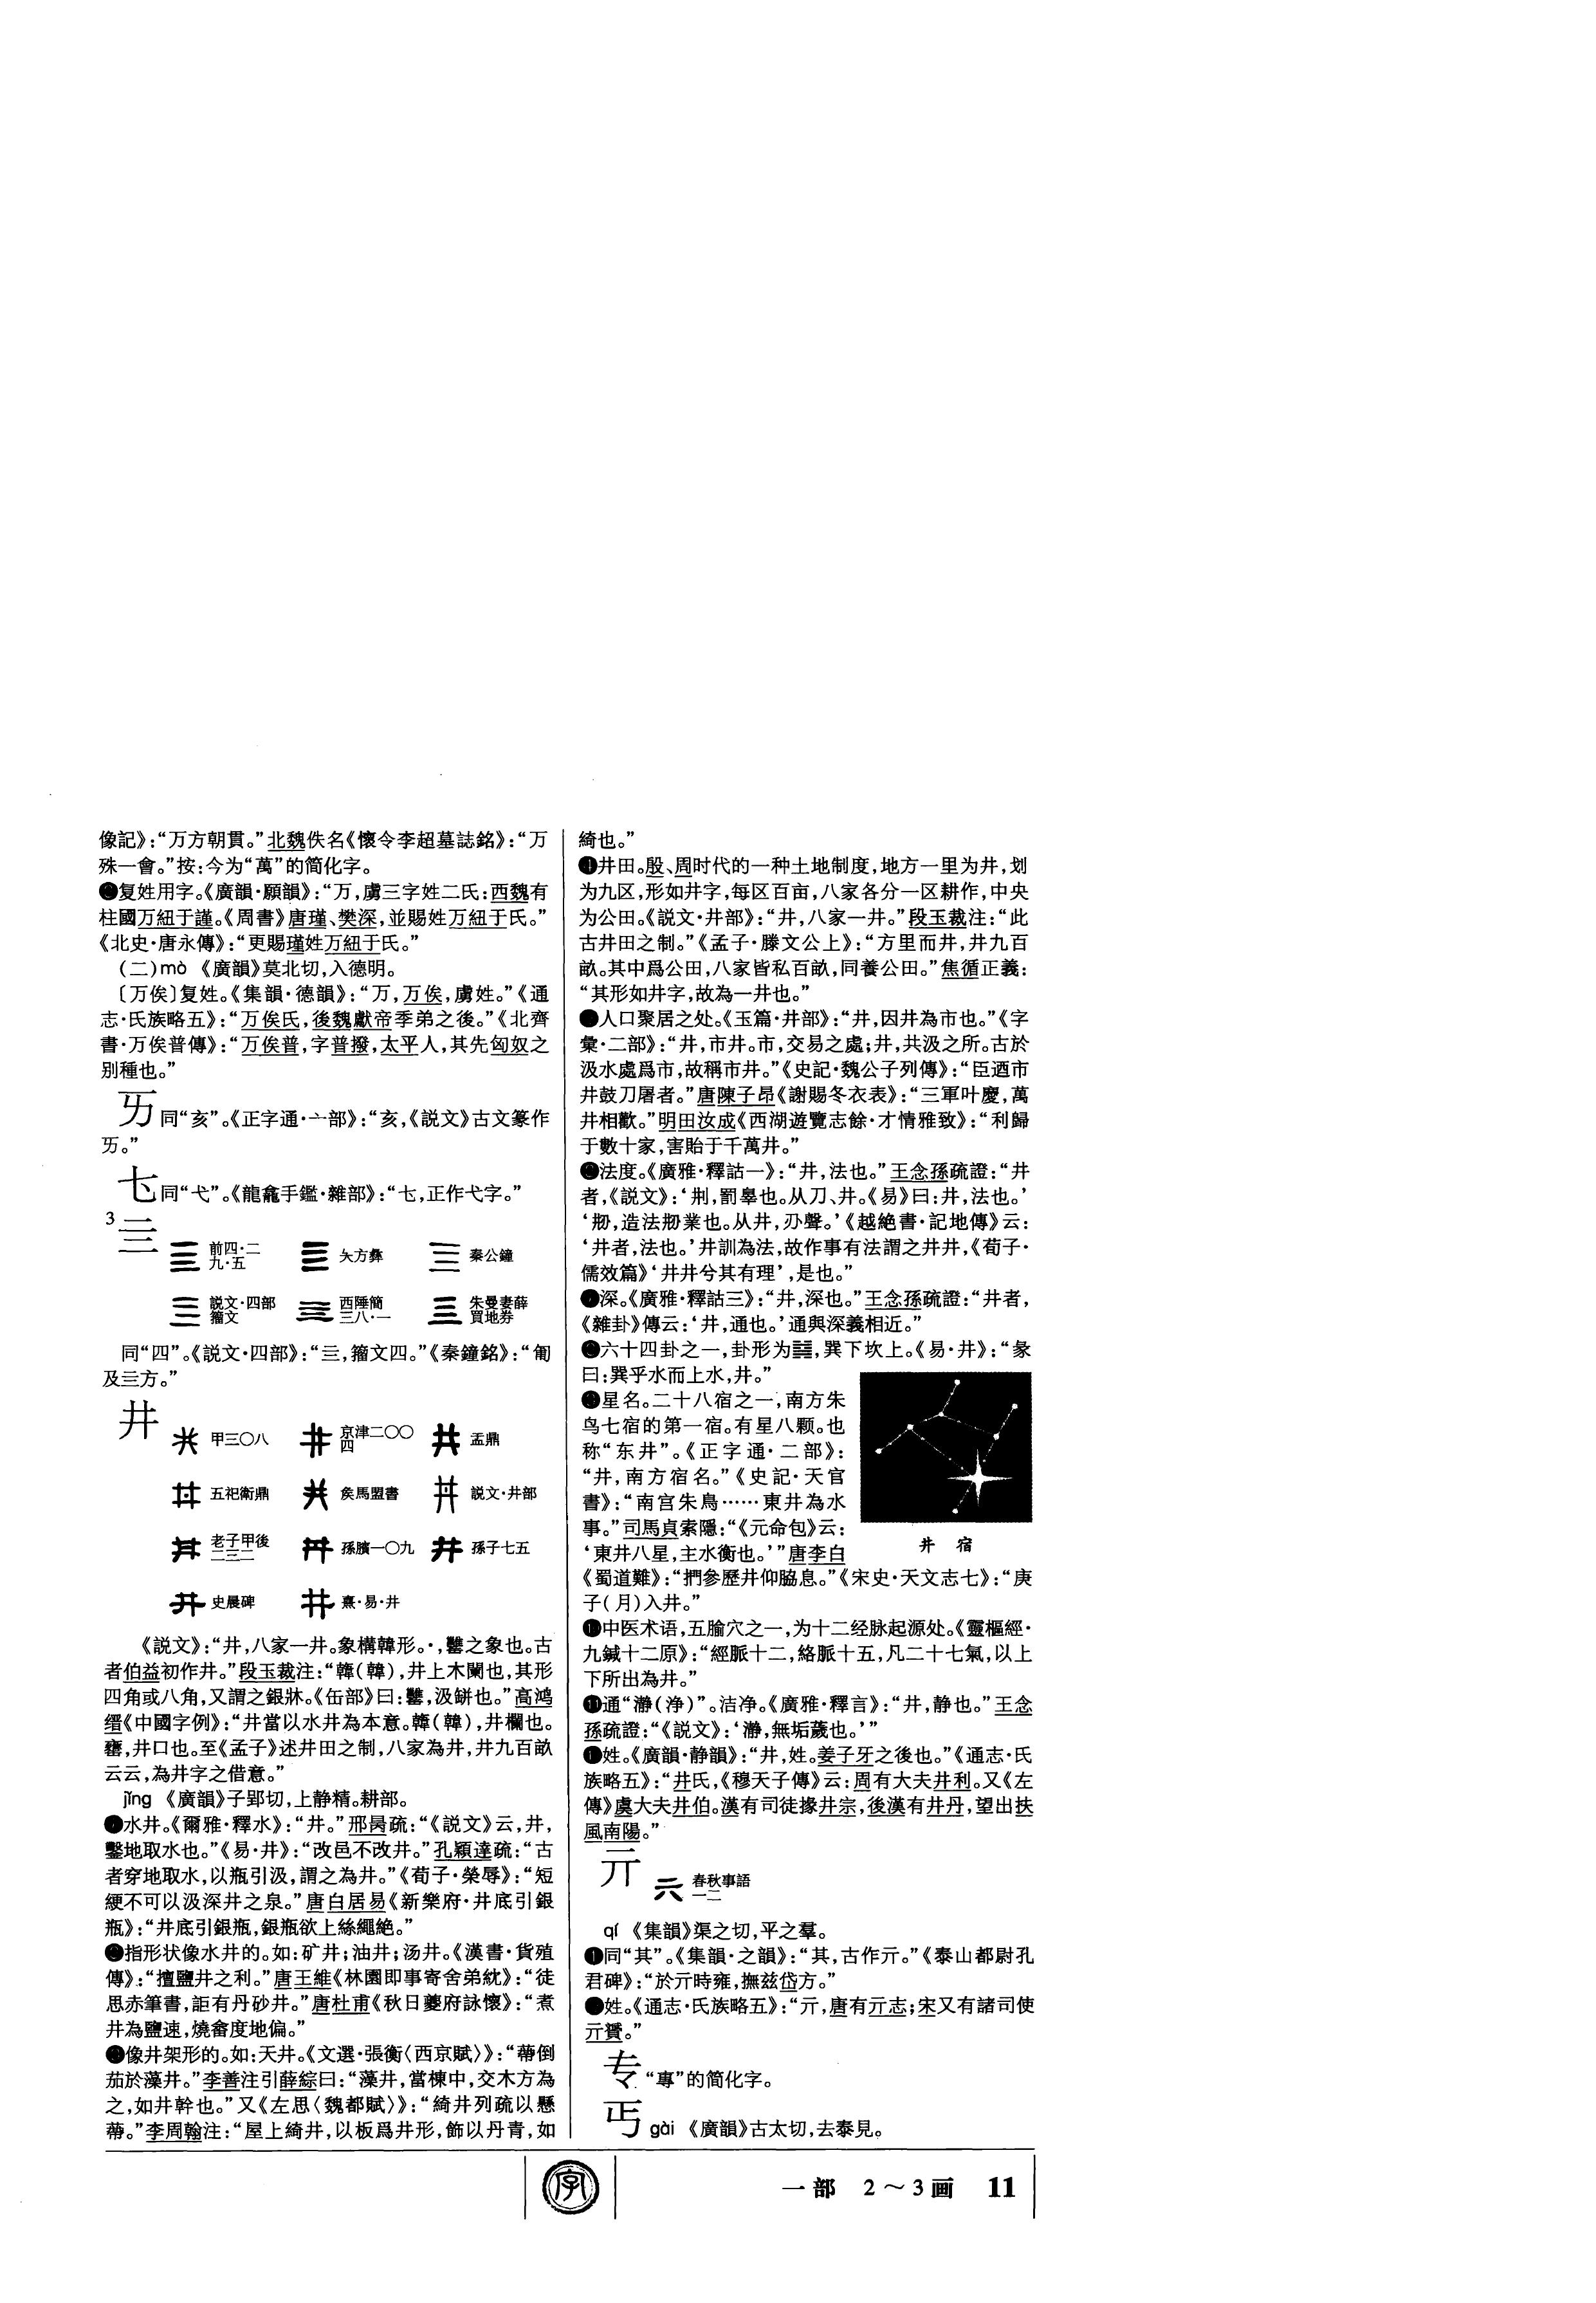 像記》：“万方朝貫。”北魏佚名《懷令李超墓誌銘》：“万
殊一會。”按：今为“萬”的简化字。
❷复姓用字。《廣韻·願韻》：“万，虜三字姓二氏：西魏有
柱國万紐于謹。《周書》唐瑾、樊深，並賜姓万紐于氏。”
《北史·唐永傳》：“更賜瑾姓万紐于氏。”
（二）mò 《廣韻》莫北切，入德明。
〔万俟〕复姓。《集韻·德韻》：“万，万俟，虜姓。”《通
志·氏族略五》：“万俟氏，後魏獻帝季弟之後。”《北齊
書·万俟普傳》：“万俟普，字普撥，太平人，其先匈奴之
别種也。”
同“亥”。《正字通·亠部》：“亥，《説文》古文篆作
𠀅。”
同“弋”。《龍龕手鑑·雜部》：“七，正作弋字。”
3
亖 前四·二九·五 矢方彝 秦公鐘
説文·四部籀文 西陲簡三八·一 朱曼妻薛買地券
同“四”。《説文·四部》：“亖，籀文四。”《秦鐘銘》：“匍
及亖方。”
井 甲三〇八 京津二〇〇四 盂鼎
五祀衛鼎 矦馬盟書 説文·井部
老子甲後二三二 孫臏一〇九 孫子七五
史晨碑 熹·易·井
《説文》：“井，八家一井。象構韓形。·，𦉥之象也。古
者伯益初作井。”段玉裁注：“𩏑（韓），井上木闌也，其形
四角或八角，又謂之銀牀。《缶部》曰：𦉥，汲缾也。”高鸿
缙《中國字例》：“井當以水井為本意。𩏑（韓），井欄也。
甕，井口也。至《孟子》述井田之制，八家為井，井九百畝
云云，為井字之借意。”
jǐng 《廣韻》子郢切，上静精。耕部。
❶水井。《爾雅·釋水》：“井。”邢昺疏：“《説文》云，井，
鑿地取水也。”《易·井》：“改邑不改井。”孔穎達疏：“古
者穿地取水，以瓶引汲，謂之為井。”《荀子·榮辱》：“短
綆不可以汲深井之泉。”唐白居易《新樂府·井底引銀
瓶》：“井底引銀瓶，銀瓶欲上絲繩絶。”
❷指形状像水井的。如：矿井；油井；汤井。《漢書·貨殖
傳》：“擅鹽井之利。”唐王維《林園即事寄舍弟紞》：“徒
思赤筆書，詎有丹砂井。”唐杜甫《秋日夔府詠懷》：“煮
井為鹽速，燒畬度地偏。”
❸像井架形的。如：天井。《文選·張衡〈西京賦〉》：“蔕倒
茄於藻井。”李善注引薛綜曰：“藻井，當棟中，交木方為
之，如井幹也。”又《左思〈魏都賦〉》：“綺井列疏以懸
蔕。”李周翰注：“屋上綺井，以板爲井形，飾以丹青，如
綺也。”
❹井田。殷、周时代的一种土地制度，地方一里为井，划
为九区，形如井字，每区百亩，八家各分一区耕作，中央
为公田。《説文·井部》：“井，八家一井。”段玉裁注：“此
古井田之制。”《孟子·滕文公上》：“方里而井，井九百
畝。其中爲公田，八家皆私百畝，同養公田。”焦循正義：
“其形如井字，故為一井也。”
❺人口聚居之处。《玉篇·井部》：“井，因井為市也。”《字
彙·二部》：“井，市井。市，交易之處；井，共汲之所。古於
汲水處爲市，故稱市井。”《史記·魏公子列傳》：“臣迺市
井鼓刀屠者。”唐陳子昂《謝賜冬衣表》：“三軍叶慶，萬
井相歡。”明田汝成《西湖遊覽志餘·才情雅致》：“利歸
于數十家，害貽于千萬井。”
❻法度。《廣雅·釋詁一》：“井，法也。”王念孫疏證：“井
者，《説文》：‘㓝，罰辠也。从刀、井。《易》曰：井，法也。’
‘刱，造法刱業也。从井，刅聲。’《越絶書·記地傳》云：
‘井者，法也。’井訓為法，故作事有法謂之井井，《荀子·
儒效篇》‘井井兮其有理’，是也。”
❼深。《廣雅·釋詁三》：“井，深也。”王念孫疏證：“井者，
《雜卦》傳云：‘井，通也。’通與深義相近。”
❽六十四卦之一，卦形为䷯，巽下坎上。《易·井》：“彖
曰：巽乎水而上水，井。”
❾星名。二十八宿之一，南方朱
鸟七宿的第一宿。有星八颗。也
称“东井”。《正字通·二部》：
“井，南方宿名。”《史記·天官
書》：“南宫朱鳥……東井為水
事。”司馬貞索隱：“《元命包》云：
‘東井八星，主水衡也。’”唐李白
《蜀道難》：“捫參歷井仰脇息。”《宋史·天文志七》：“庚
子（月）入井。”
井 宿
❿中医术语，五腧穴之一，为十二经脉起源处。《靈樞經·
九鍼十二原》：“經脈十二，絡脈十五，凡二十七氣，以上
下所出為井。”
⓫通“瀞（净）”。洁净。《廣雅·釋言》：“井，静也。”王念
孫疏證：“《説文》：‘瀞，無垢薉也。’”
⓬姓。《廣韻·静韻》：“井，姓。姜子牙之後也。”《通志·氏
族略五》：“井氏，《穆天子傳》云：周有大夫井利。又《左
傳》虞大夫井伯。漢有司徒掾井宗，後漢有井丹，望出扶
風南陽。”
亓 春秋事語一二
qí 《集韻》渠之切，平之羣。
❶同“其”。《集韻·之韻》：“其，古作亓。”《泰山都尉孔
君碑》：“於亓時雍，撫兹岱方。”
❷姓。《通志·氏族略五》：“亓，唐有亓志；宋又有諸司使
亓贇。”
专 “專”的简化字。
丐 gài 《廣韻》古太切，去泰見。
字
一部 2～3画 11